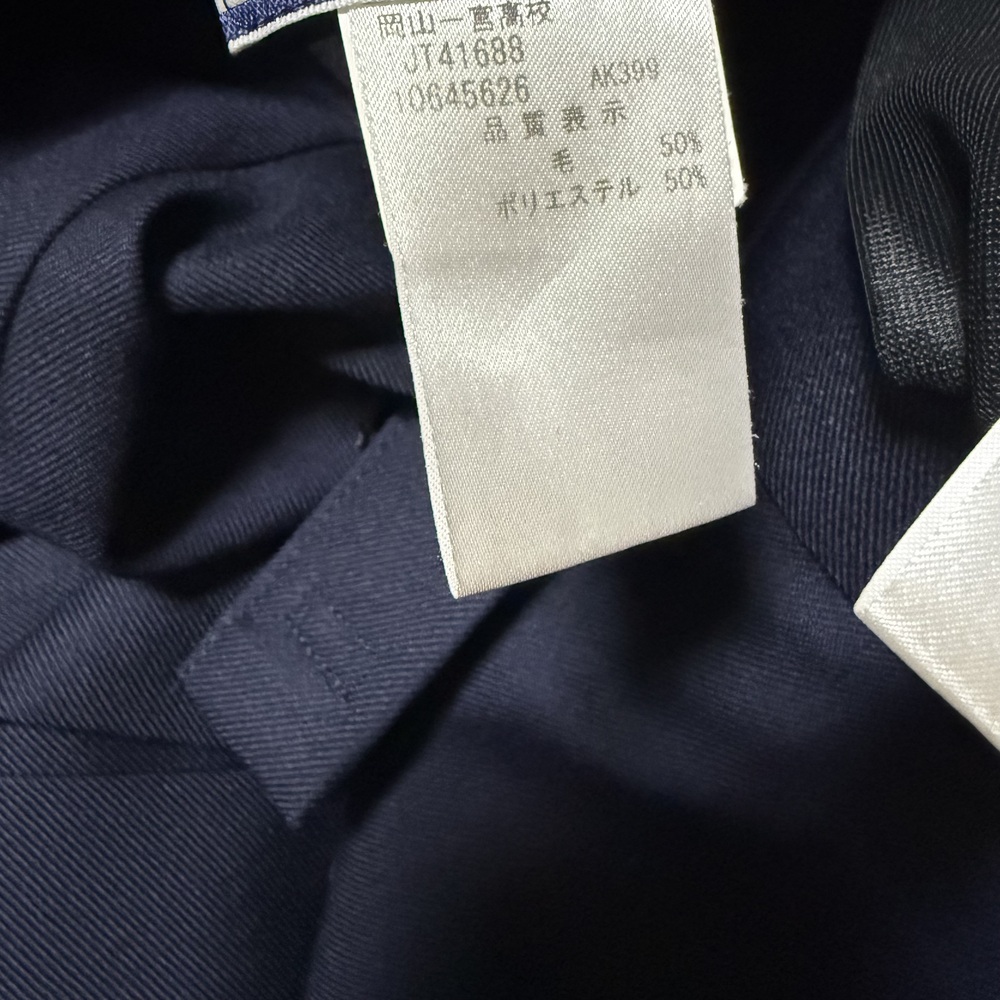 岡山一宮高校
JT41688
10645626 AK399
品質表示
毛 50%
ポリエステル 50%